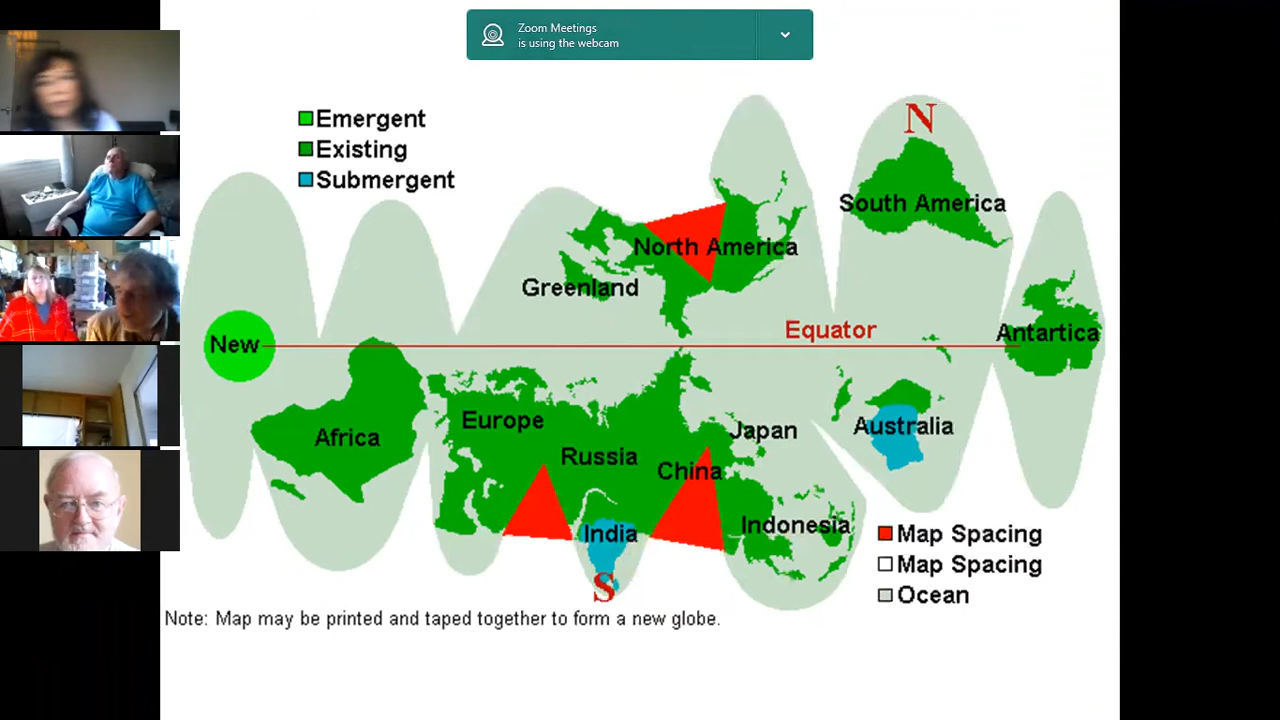 Zoom Meetings
is using the webcam
Emergent
Existing
Submergent
N
South America
North America
Greenland
Equator
Antartica
New
Europe
Australia
Africa
Japan
Russia
China
Indonesia
India
Map Spacing
Map Spacing
Ocean
S
Note: Map may be printed and taped together to form a new globe.